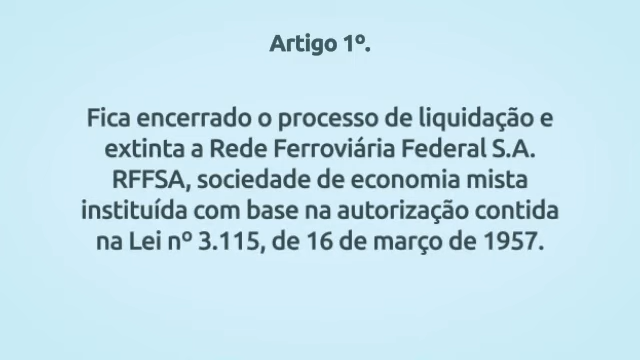 Artigo 1º.
Fica encerrado o processo de liquidação e
extinta a Rede Ferroviária Federal S.A.
RFFSA, sociedade de economia mista
instituída com base na autorização contida
na Lei nº 3.115, de 16 de março de 1957.